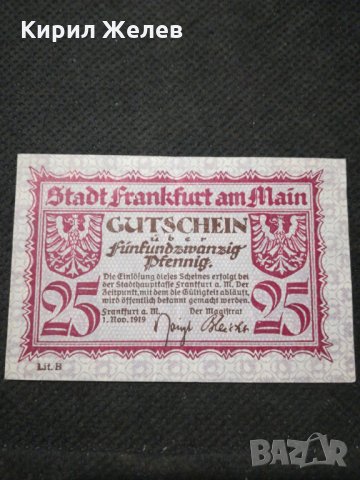 Кирил Желев
Stadt Frankfurt am Main
GUTSCHEIN
über
Fünfundzwanzig
Pfennig.
Die Einlösung dieses Scheines erfolgt bei
der Stadthauptkasse Frankfurt a. M. Der
Zeitpunkt, mit dem die Gültigkeit abläuft,
wird öffentlich bekannt gemacht werden.
Frankfurt a. M. Der Magistrat
1. Nov. 1919
25 25
Lit. B
BAZAR